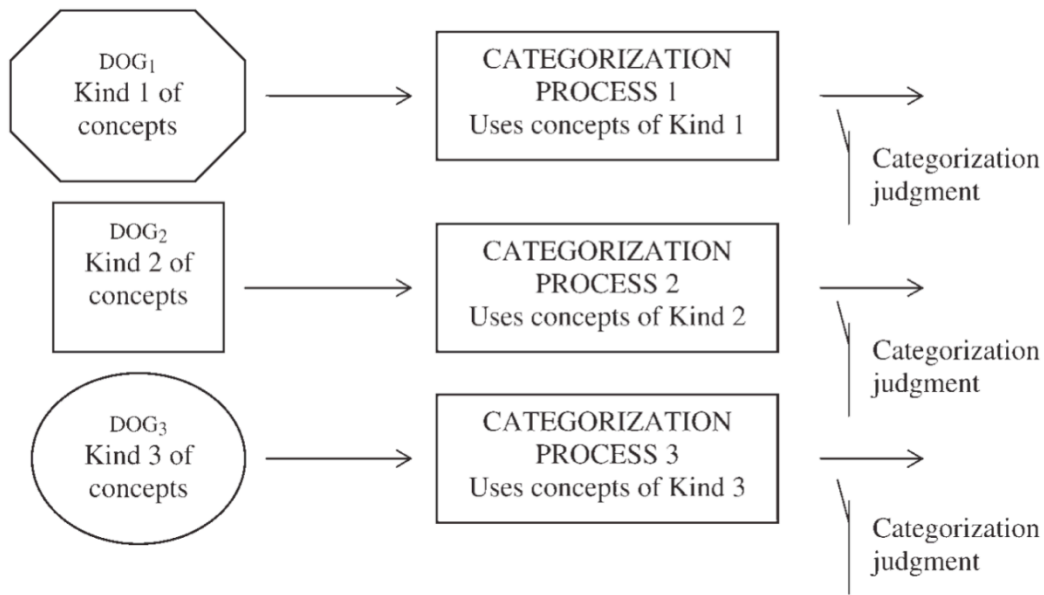 DOG₁
Kind 1 of
concepts
CATEGORIZATION
PROCESS 1
Uses concepts of Kind 1
Categorization
judgment
DOG₂
Kind 2 of
concepts
CATEGORIZATION
PROCESS 2
Uses concepts of Kind 2
Categorization
judgment
DOG₃
Kind 3 of
concepts
CATEGORIZATION
PROCESS 3
Uses concepts of Kind 3
Categorization
judgment